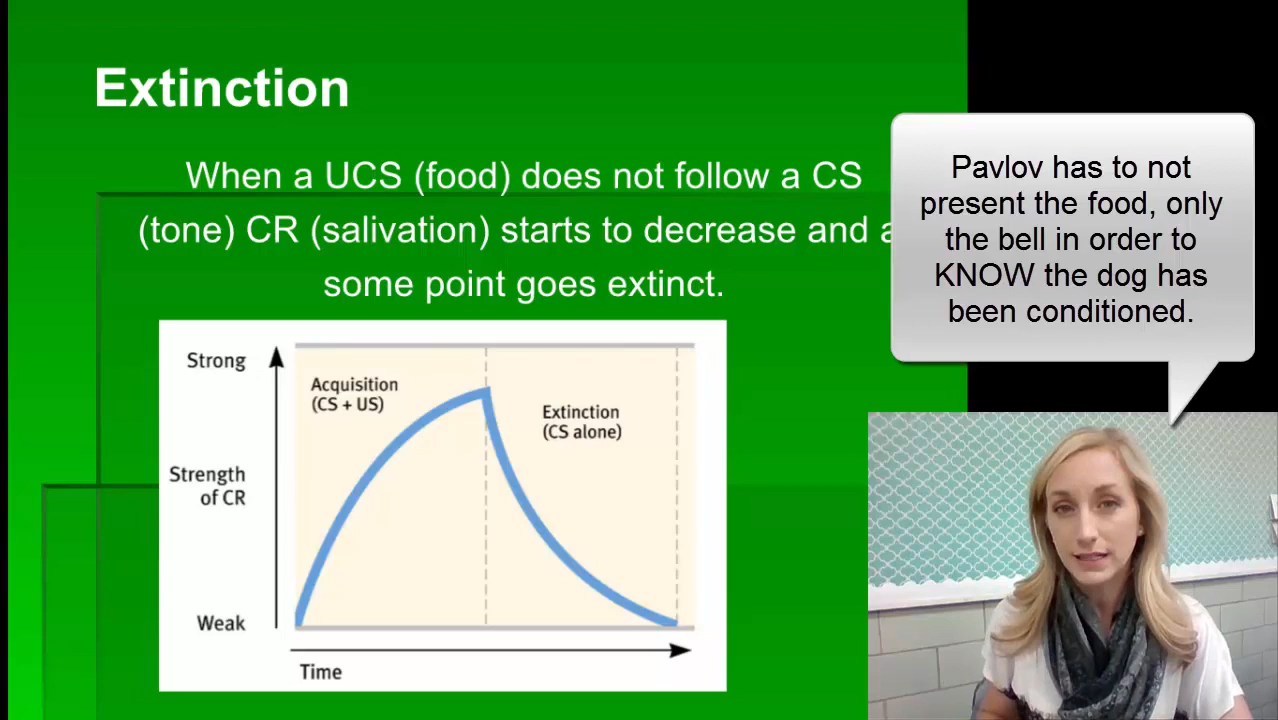 Extinction
When a UCS (food) does not follow a CS
(tone) CR (salivation) starts to decrease and
some point goes extinct.
Pavlov has to not
present the food, only
the bell in order to
KNOW the dog has
been conditioned.
Strong
Acquisition
(CS + US)
Extinction
(CS alone)
Strength
of CR
Weak
Time